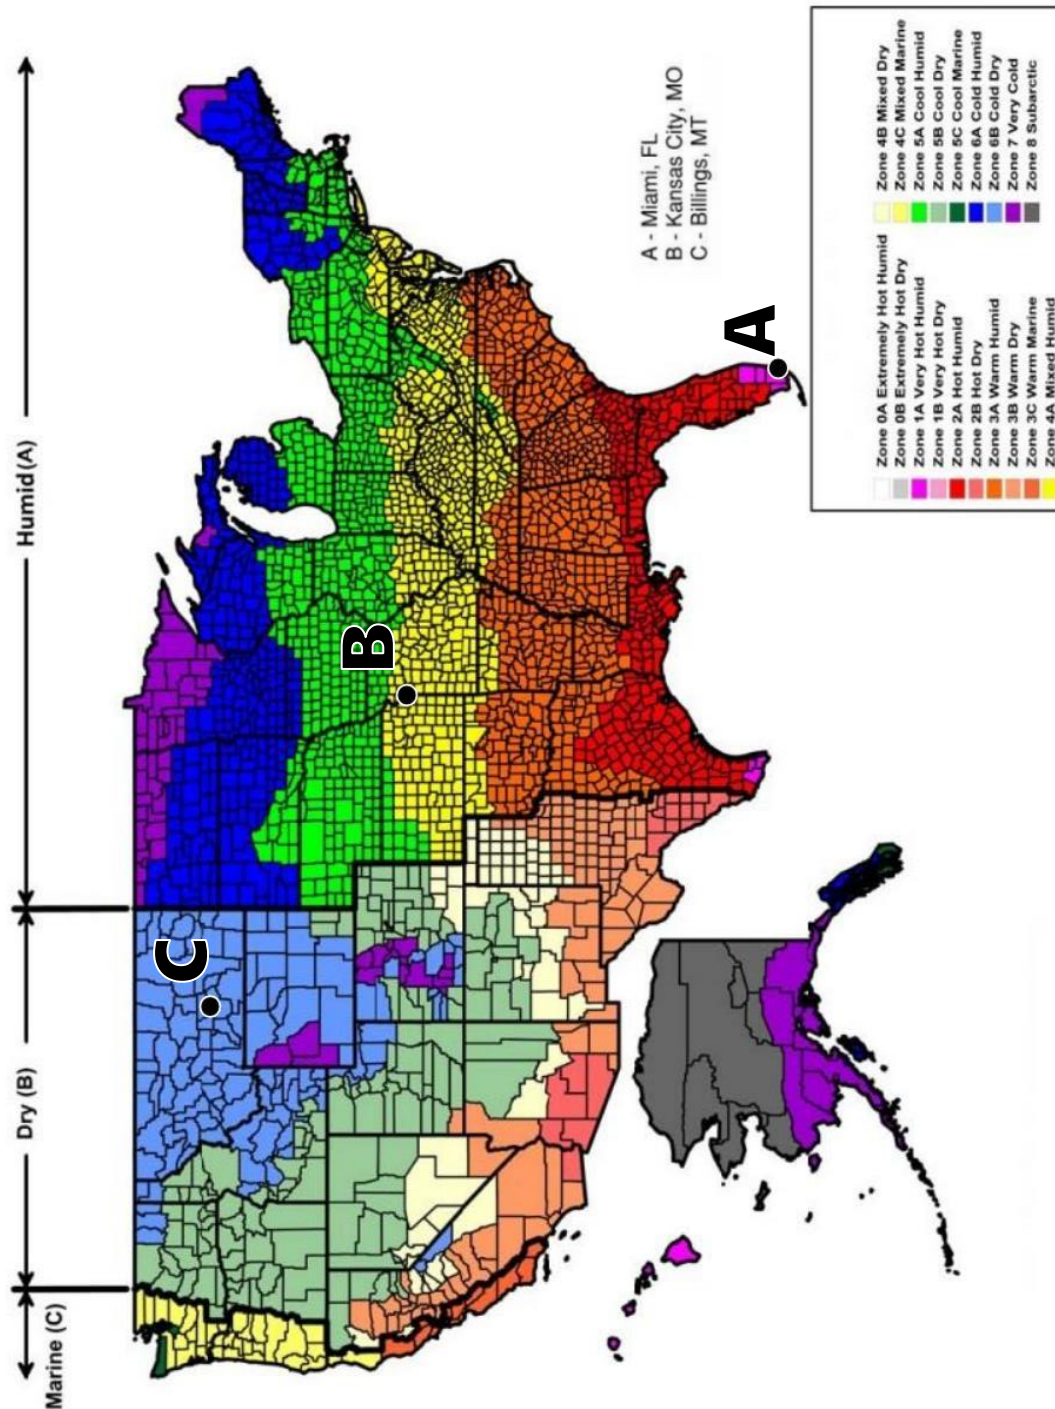 Marine (C)
Dry (B)
Humid (A)
C
B
A
A - Miami, FL
B - Kansas City, MO
C - Billings, MT
Zone 0A Extremely Hot Humid
Zone 0B Extremely Hot Dry
Zone 1A Very Hot Humid
Zone 1B Very Hot Dry
Zone 2A Hot Humid
Zone 2B Hot Dry
Zone 3A Warm Humid
Zone 3B Warm Dry
Zone 3C Warm Marine
Zone 4A Mixed Humid
Zone 4B Mixed Dry
Zone 4C Mixed Marine
Zone 5A Cool Humid
Zone 5B Cool Dry
Zone 5C Cool Marine
Zone 6A Cold Humid
Zone 6B Cold Dry
Zone 7 Very Cold
Zone 8 Subarctic